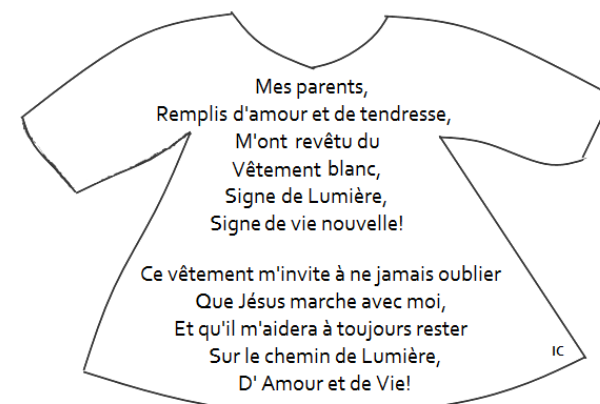 Mes parents,
Remplis d'amour et de tendresse,
M'ont revêtu du
Vêtement blanc,
Signe de Lumière,
Signe de vie nouvelle!
Ce vêtement m'invite à ne jamais oublier
Que Jésus marche avec moi,
Et qu'il m'aidera à toujours rester
Sur le chemin de Lumière,
D' Amour et de Vie!
IC